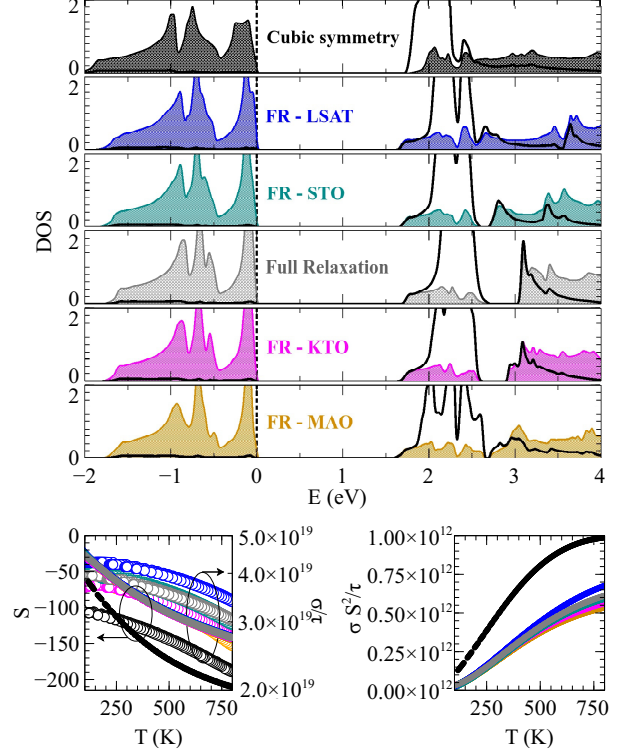 2
Cubic symmetry
0
2
FR - LSAT
0
2
FR - STO
0
DOS
2
Full Relaxation
0
2
FR - KTO
0
2
FR - MAO
0
−2 −1 0 1 2 3 4
E (eV)
0
−50
−100
−150
−200
S
5.0×10¹⁹
4.0×10¹⁹
3.0×10¹⁹
2.0×10¹⁹
σ/τ
250 500 750
T (K)
1.00×10¹²
0.75×10¹²
0.50×10¹²
0.25×10¹²
0.00×10¹²
σ S²/τ
250 500 750
T (K)